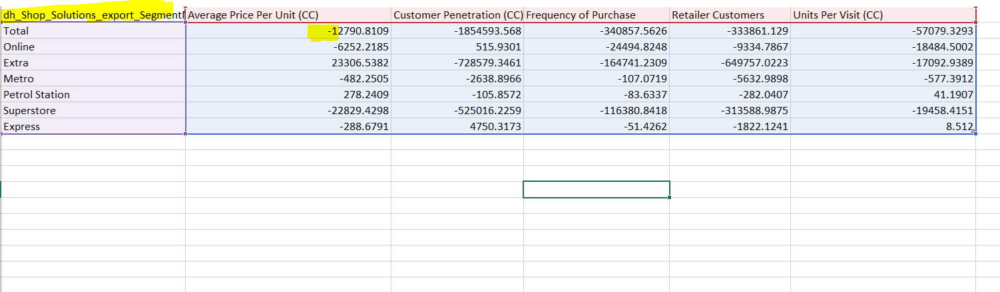 dh_Shop_Solutions_export_Segment Average Price Per Unit (CC) Customer Penetration (CC) Frequency of Purchase Retailer Customers Units Per Visit (CC)
Total -12790.8109 -1854593.568 -340857.5626 -333861.129 -57079.3293
Online -6252.2185 515.9301 -24494.8248 -9334.7867 -18484.5002
Extra 23306.5382 -728579.3461 -164741.2309 -649757.0223 -17092.9389
Metro -482.2505 -2638.8966 -107.0719 -5632.9898 -577.3912
Petrol Station 278.2409 -105.8572 -83.6337 -282.0407 41.1907
Superstore -22829.4298 -525016.2259 -116380.8418 -313588.9875 -19458.4151
Express -288.6791 4750.3173 -51.4262 -1822.1241 8.512